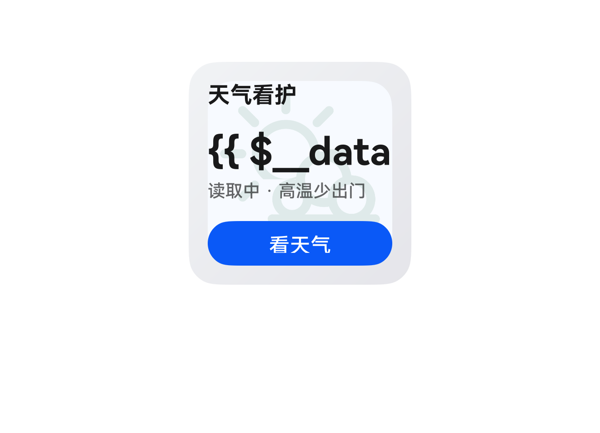 天气看护
{{ $__data
读取中 · 高温少出门
看天气